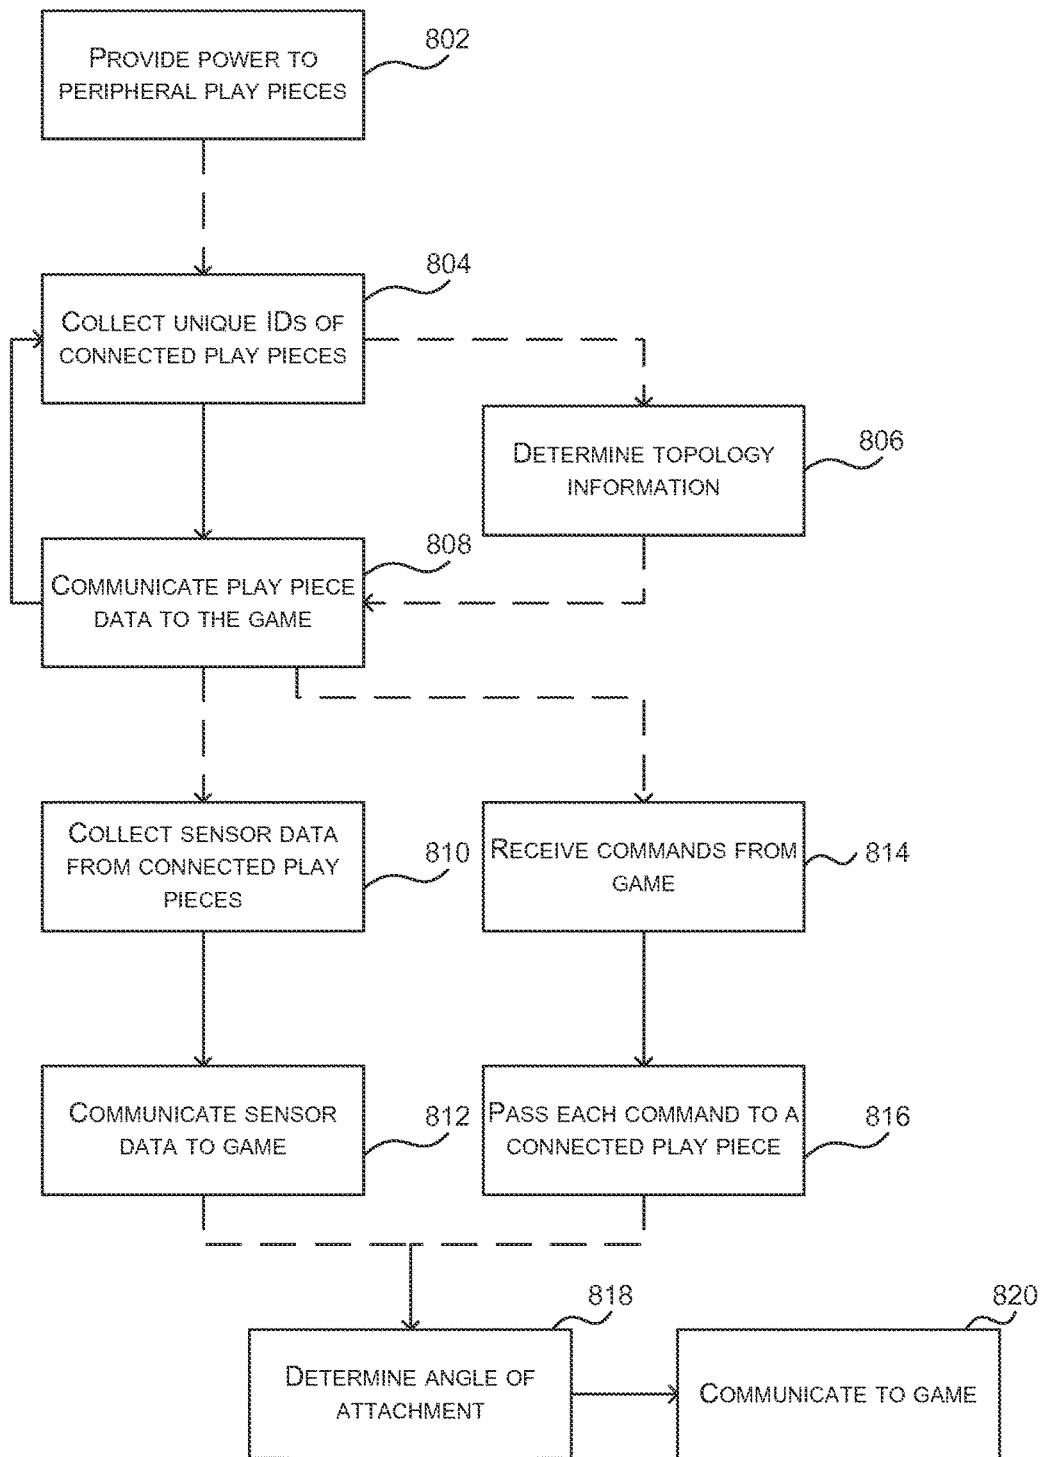 PROVIDE POWER TO
PERIPHERAL PLAY PIECES
802
COLLECT UNIQUE IDS OF
CONNECTED PLAY PIECES
804
DETERMINE TOPOLOGY
INFORMATION
806
COMMUNICATE PLAY PIECE
DATA TO THE GAME
808
COLLECT SENSOR DATA
FROM CONNECTED PLAY
PIECES
810
RECEIVE COMMANDS FROM
GAME
814
COMMUNICATE SENSOR
DATA TO GAME
812
PASS EACH COMMAND TO A
CONNECTED PLAY PIECE
816
DETERMINE ANGLE OF
ATTACHMENT
818
COMMUNICATE TO GAME
820